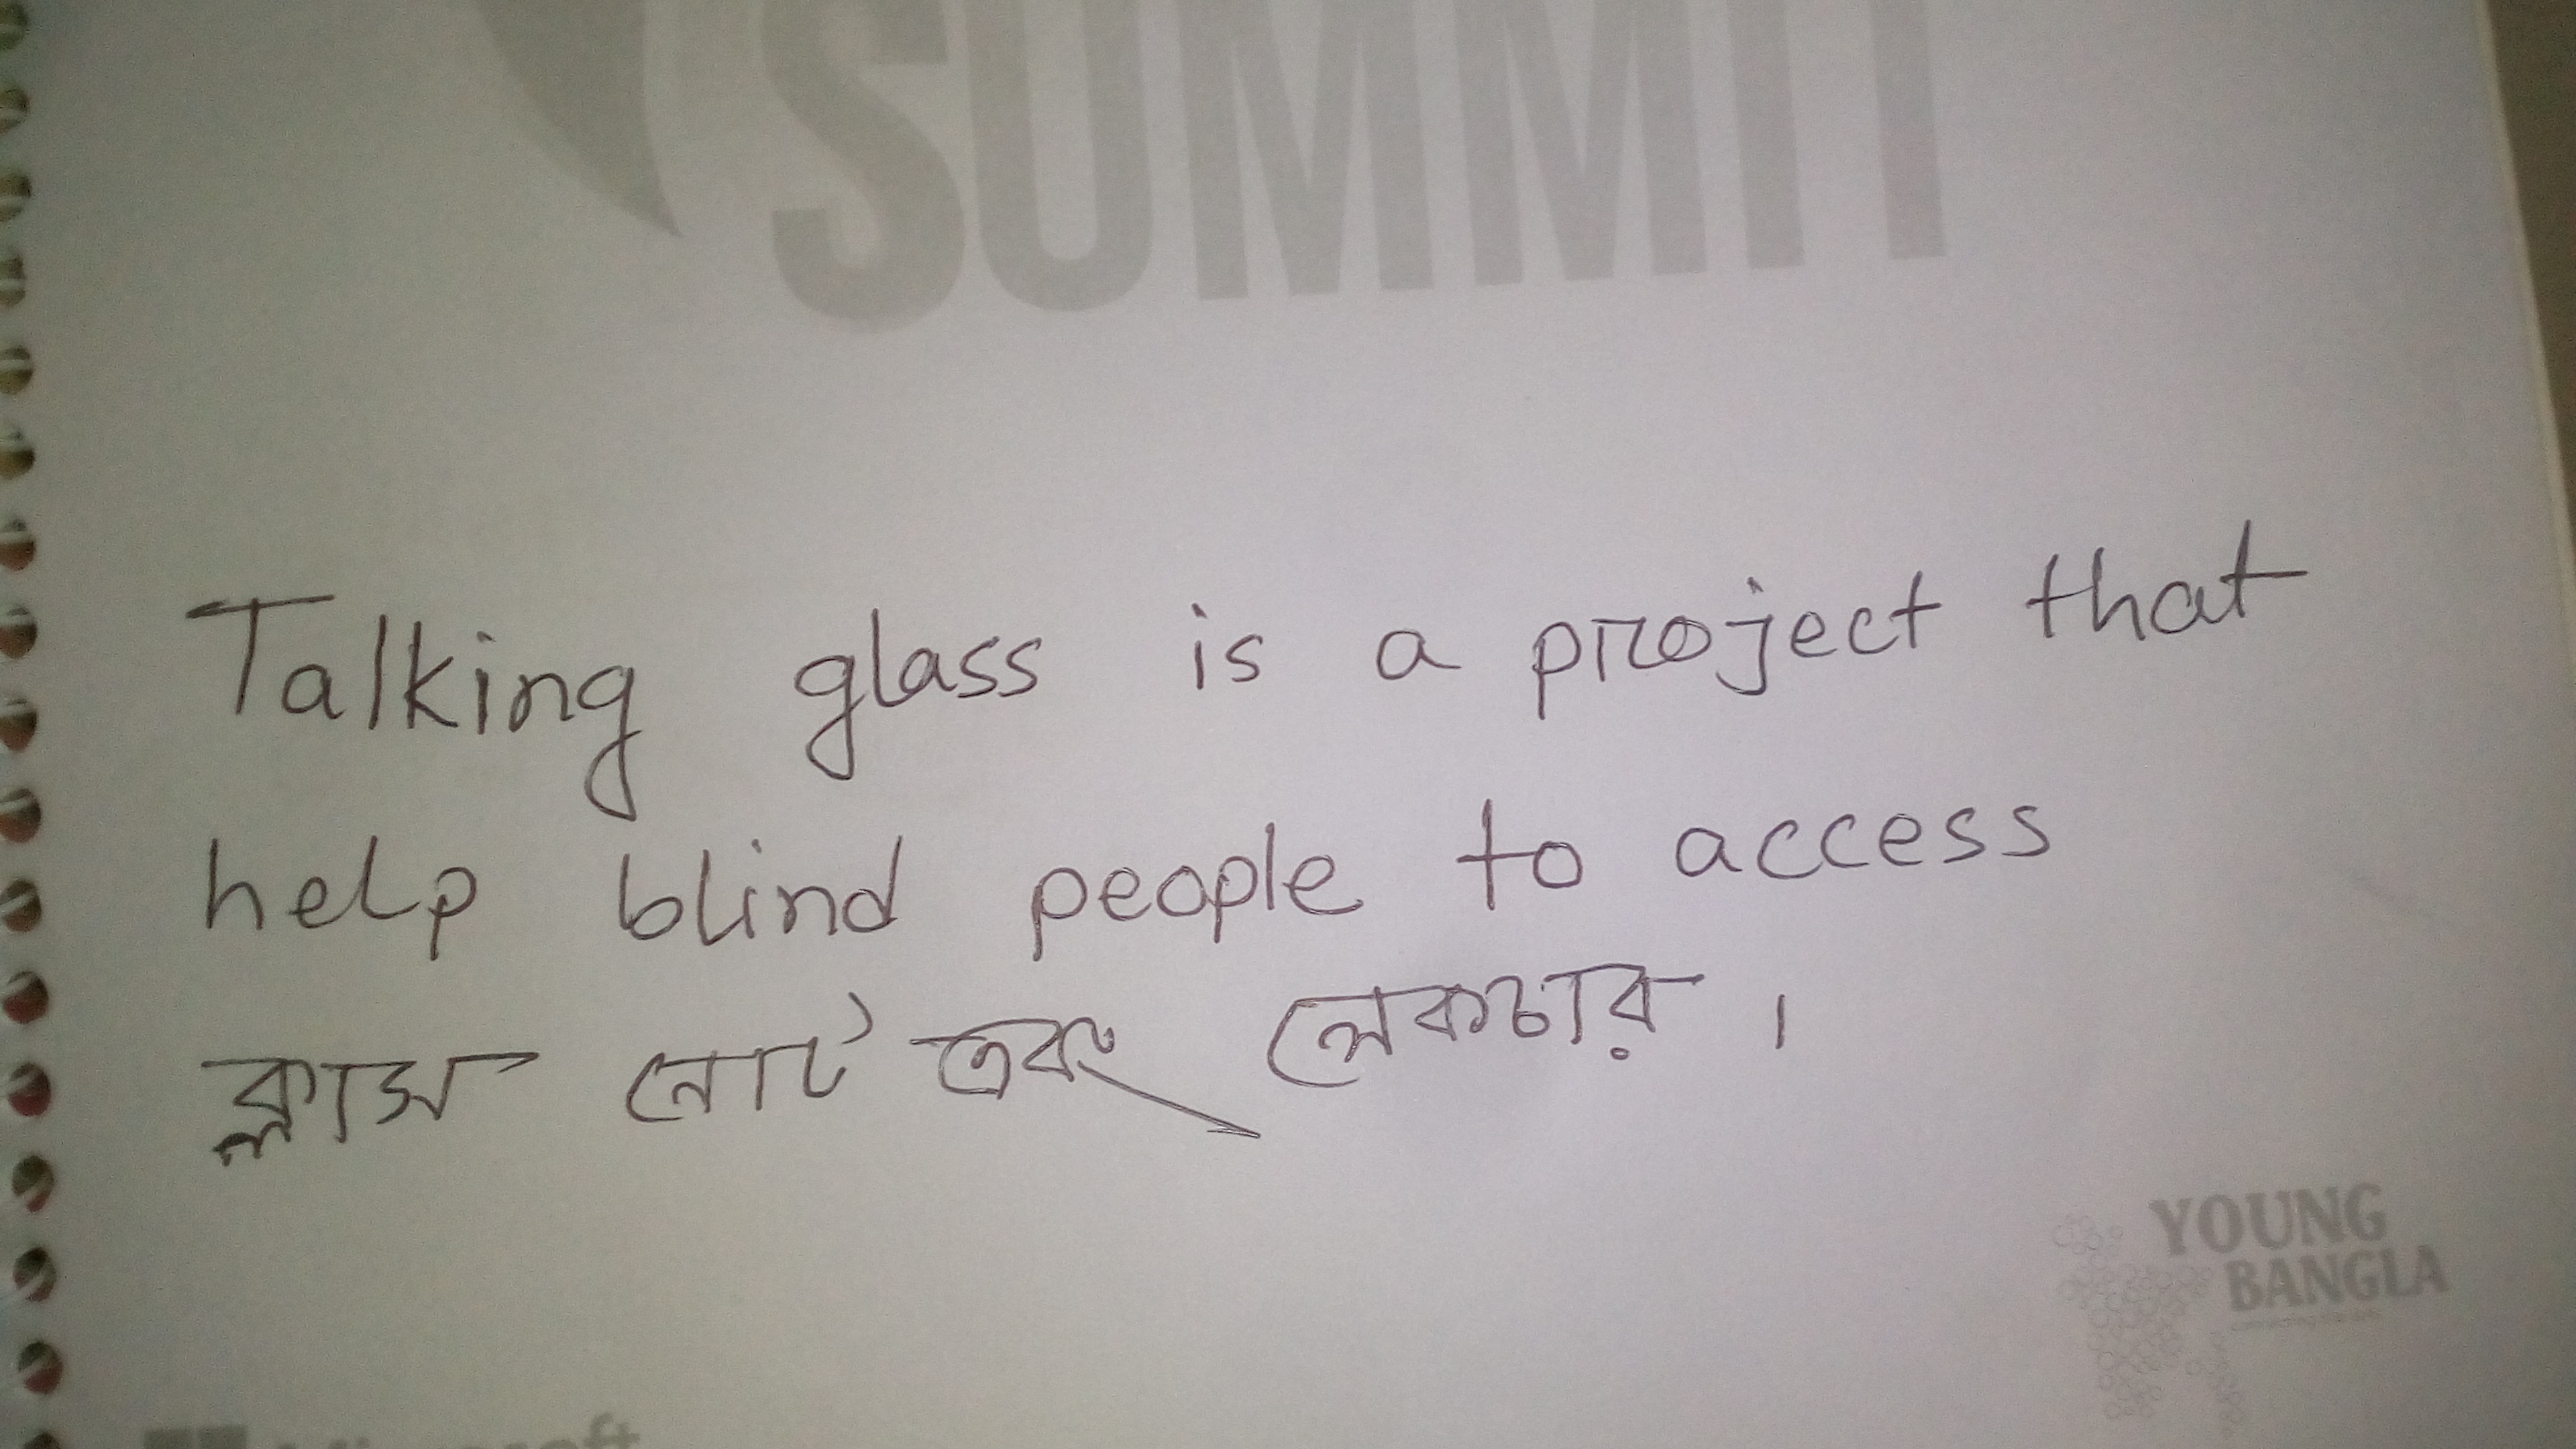 SUMMIT
Talking glass is a project that
help blind people to access
ক্লাস নোট এবং লেকচার ।
YOUNG
BANGLA